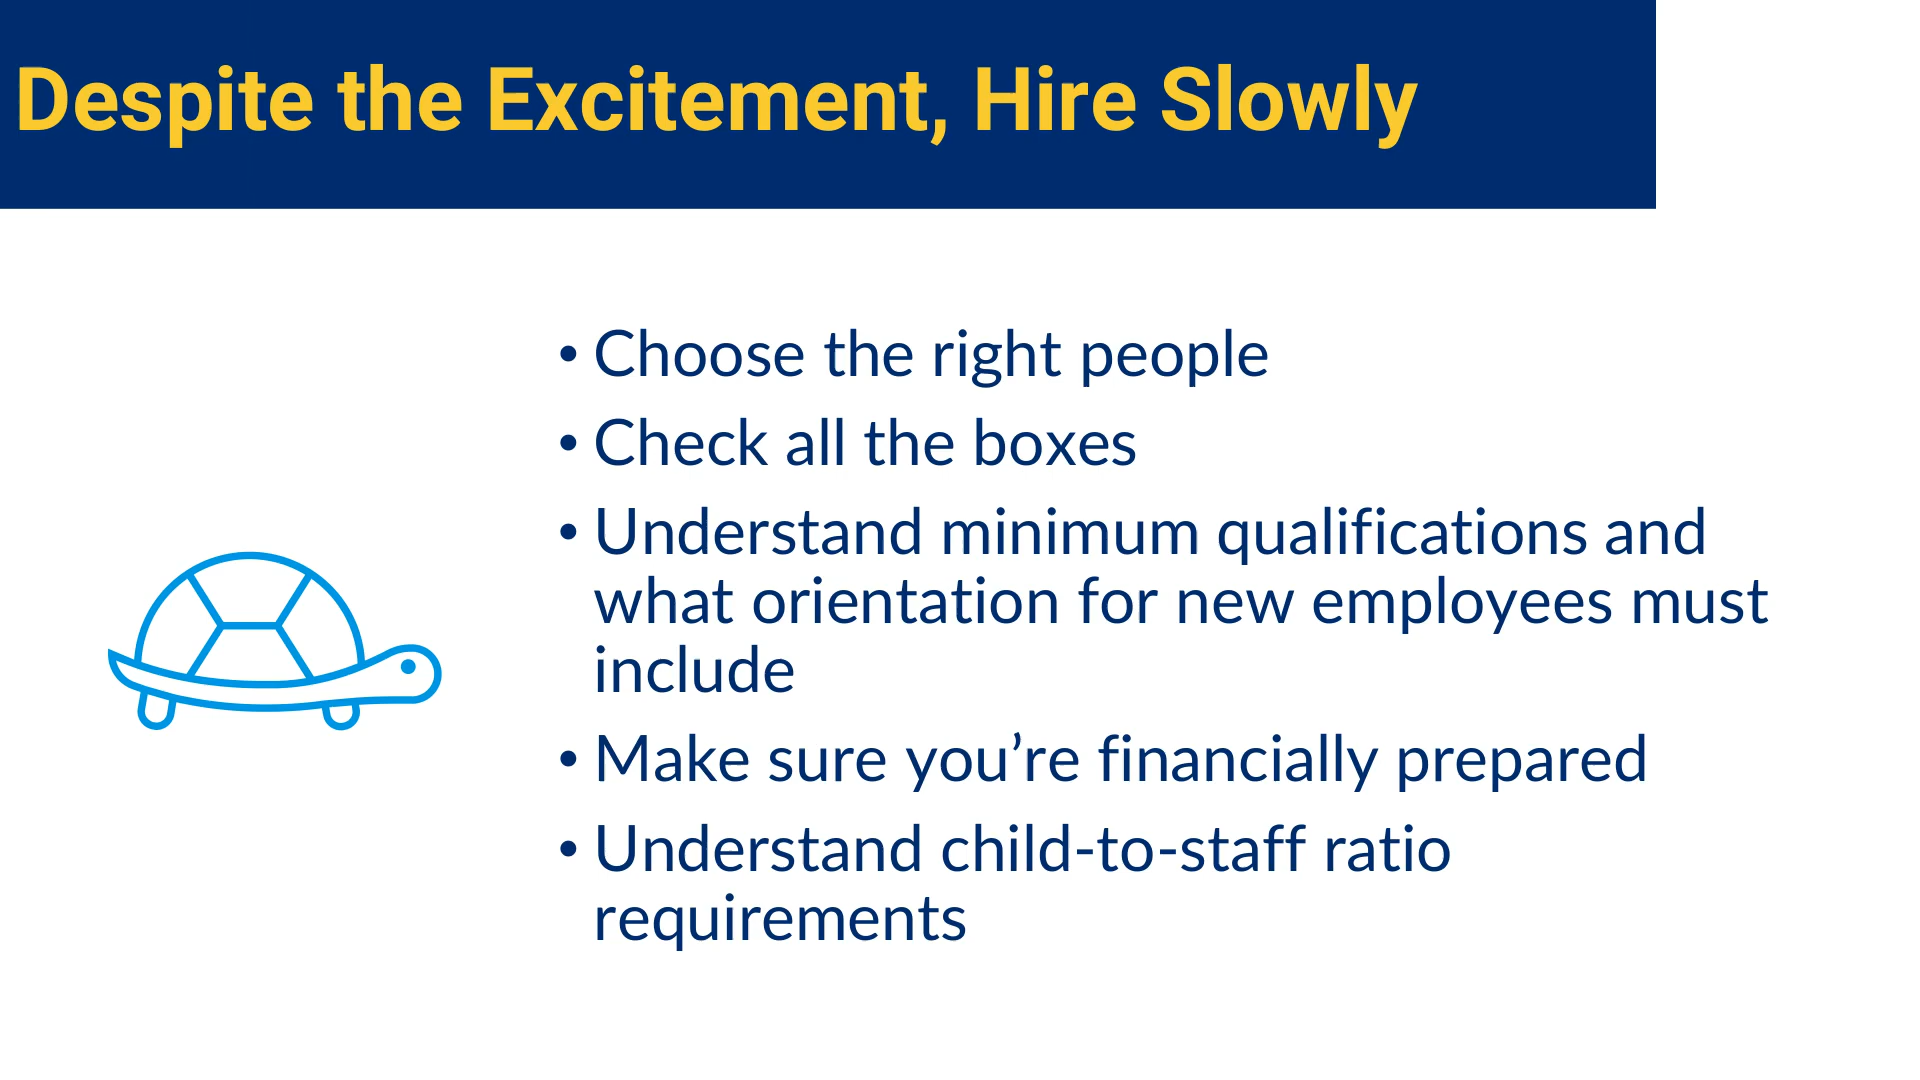 Despite the Excitement, Hire Slowly
• Choose the right people
• Check all the boxes
• Understand minimum qualifications and
what orientation for new employees must
include
• Make sure you’re financially prepared
• Understand child-to-staff ratio
requirements